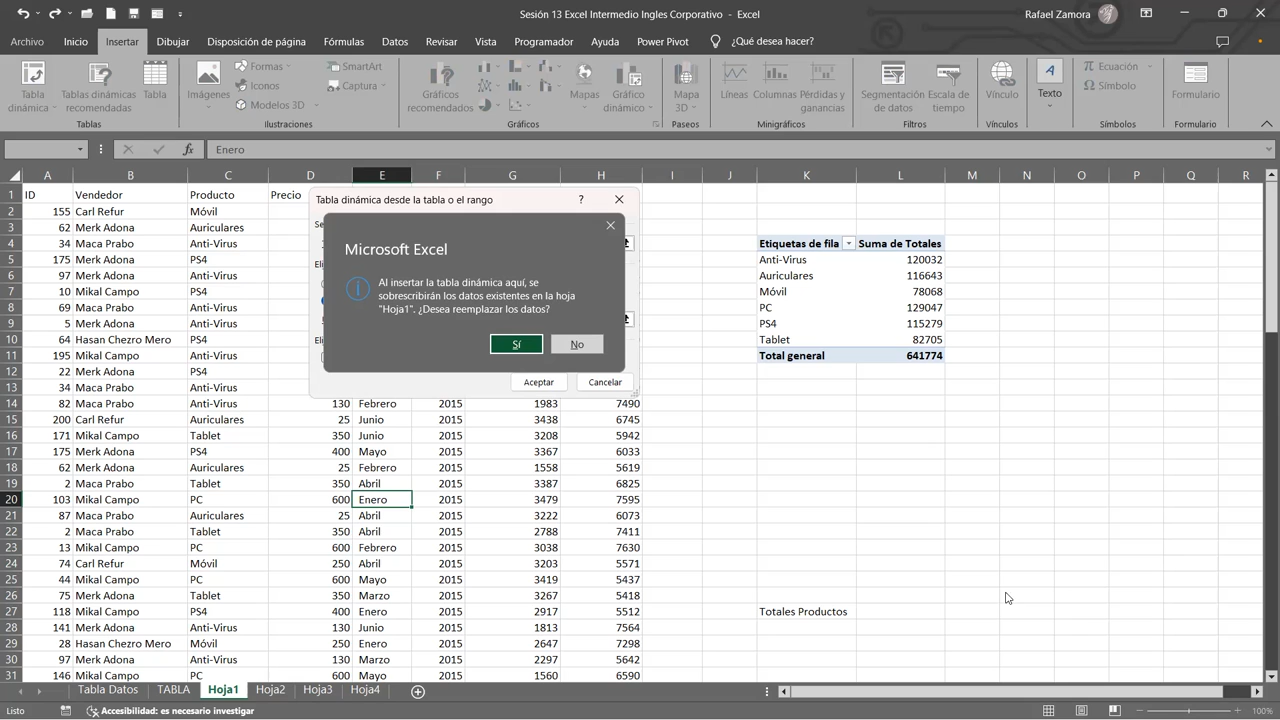 Sesión 13 Excel Intermedio Ingles Corporativo - Excel
Rafael Zamora
Archivo Inicio Insertar Dibujar Disposición de página Fórmulas Datos Revisar Vista Programador Ayuda Power Pivot ¿Qué desea hacer?
Tabla dinámica
Tablas dinámicas recomendadas
Tabla
Tablas
Imágenes
Formas
Iconos
Modelos 3D
SmartArt
Captura
Ilustraciones
Gráficos recomendados
Mapas
Gráfico dinámico
Gráficos
Mapa 3D
Paseos
Líneas
Columnas
Pérdidas y ganancias
Minigráficos
Segmentación de datos
Escala de tiempo
Filtros
Vínculo
Vínculos
Texto
Ecuación
Símbolo
Símbolos
Formulario
Formulario
fx Enero
A B C D E F G H I J K L M N O P Q R
1 ID Vendedor Producto Precio
2 155 Carl Refur Móvil
3 62 Merk Adona Auriculares
4 34 Maca Prabo Anti-Virus Etiquetas de fila Suma de Totales
5 175 Merk Adona PS4 Anti-Virus 120032
6 97 Merk Adona Anti-Virus Auriculares 116643
7 10 Mikal Campo PS4 Móvil 78068
8 69 Maca Prabo Anti-Virus PC 129047
9 5 Merk Adona PS4 PS4 115279
10 64 Hasan Chezro Mero PS4 Tablet 82705
11 195 Mikal Campo Anti-Virus Total general 641774
12 22 Merk Adona PS4
13 34 Maca Prabo Anti-Virus
14 82 Maca Prabo Anti-Virus 130 Febrero 2015 1983 7490
15 200 Carl Refur Auriculares 25 Junio 2015 3438 6745
16 171 Mikal Campo Tablet 350 Junio 2015 3208 5942
17 175 Merk Adona PS4 400 Mayo 2015 3367 6033
18 62 Merk Adona Auriculares 25 Febrero 2015 1558 5619
19 2 Maca Prabo Tablet 350 Abril 2015 3387 6825
20 103 Mikal Campo PC 600 Enero 2015 3479 7595
21 87 Maca Prabo Auriculares 25 Abril 2015 3222 6073
22 2 Maca Prabo Tablet 350 Abril 2015 2788 7411
23 13 Mikal Campo PC 600 Febrero 2015 3038 7630
24 74 Carl Refur Móvil 250 Abril 2015 3203 5571
25 44 Mikal Campo PC 600 Mayo 2015 3419 5437
26 75 Merk Adona Tablet 350 Marzo 2015 3267 5418
27 118 Mikal Campo PS4 400 Enero 2015 2917 5512 Totales Productos
28 141 Merk Adona Anti-Virus 130 Junio 2015 1813 7564
29 28 Hasan Chezro Mero Móvil 250 Enero 2015 2647 7298
30 97 Merk Adona Anti-Virus 130 Marzo 2015 2297 5642
31 146 Mikal Campo PC 600 Mayo 2015 1560 6590
Tabla dinámica desde la tabla o el rango ?
Se
Eli
Eli
Microsoft Excel
Al insertar la tabla dinámica aquí, se
sobrescribirán los datos existentes en la hoja
"Hoja1". ¿Desea reemplazar los datos?
Sí No
Aceptar Cancelar
Tabla Datos TABLA Hoja1 Hoja2 Hoja3 Hoja4
Listo Accesibilidad: es necesario investigar 100%